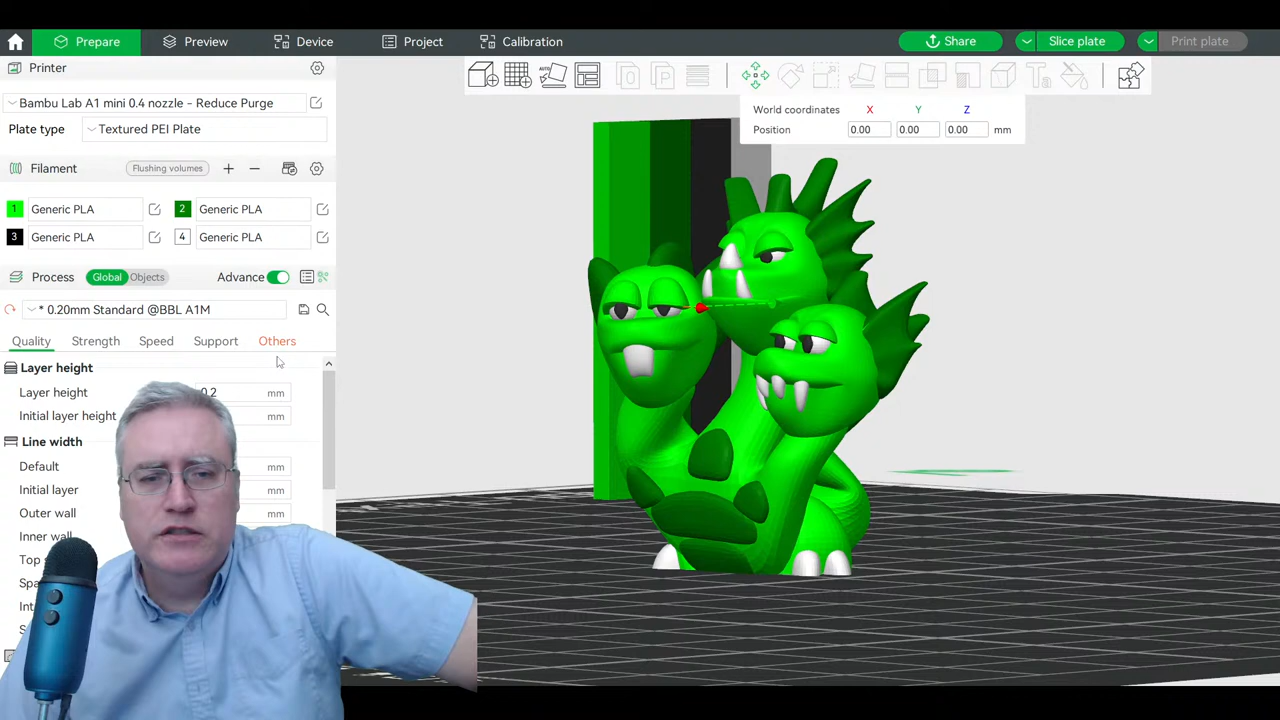 Prepare Preview Device Project Calibration Share Slice plate Print plate
Printer
Bambu Lab A1 mini 0.4 nozzle - Reduce Purge
Plate type Textured PEI Plate
World coordinates X Y Z
Position 0.00 0.00 0.00 mm
Filament Flushing volumes + -
1 Generic PLA 2 Generic PLA
3 Generic PLA 4 Generic PLA
Process Global Objects Advance
* 0.20mm Standard @BBL A1M
Quality Strength Speed Support Others
Layer height
Layer height 0.2 mm
Initial layer height mm
Line width
Default mm
Initial layer mm
Outer wall mm
Inner wall
Top